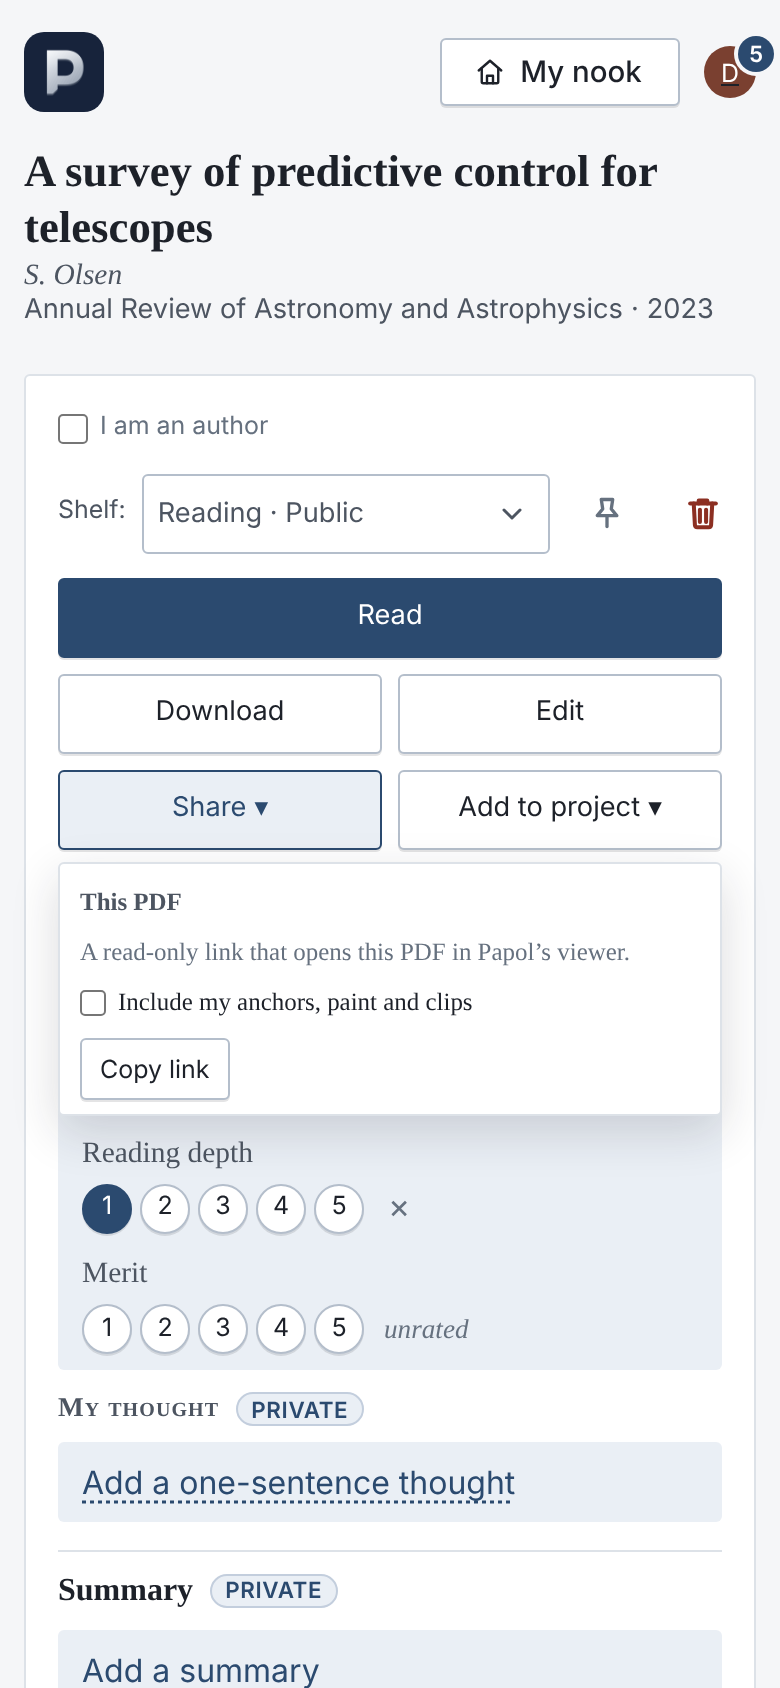 P
My nook
D
5
A survey of predictive control for
telescopes
S. Olsen
Annual Review of Astronomy and Astrophysics · 2023
I am an author
Shelf:
Reading · Public
Read
Download
Edit
Share ▾
Add to project ▾
This PDF
A read-only link that opens this PDF in Papol’s viewer.
Include my anchors, paint and clips
Copy link
Reading depth
1 2 3 4 5 ×
Merit
1 2 3 4 5 unrated
My thought PRIVATE
Add a one-sentence thought
Summary PRIVATE
Add a summary